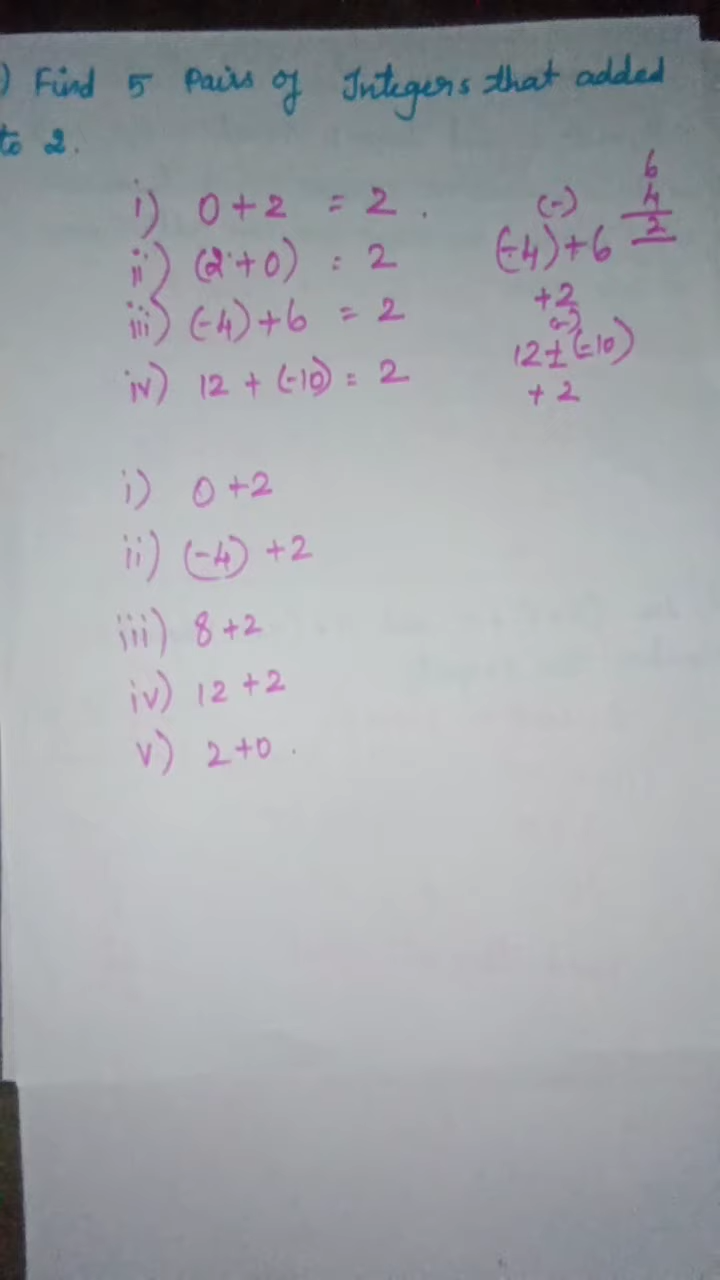 ) Find 5 Pairs of Integers that added
to 2.
i) 0+2 = 2.
ii) (2+0) = 2
iii) (-4)+6 = 2
iv) 12 + (-10) = 2
6
4
2
(-)
(-4)+6
+2
(-)
12+(-10)
+2
i) 0+2
ii) (-4) +2
iii) 8+2
iv) 12+2
v) 2+0.